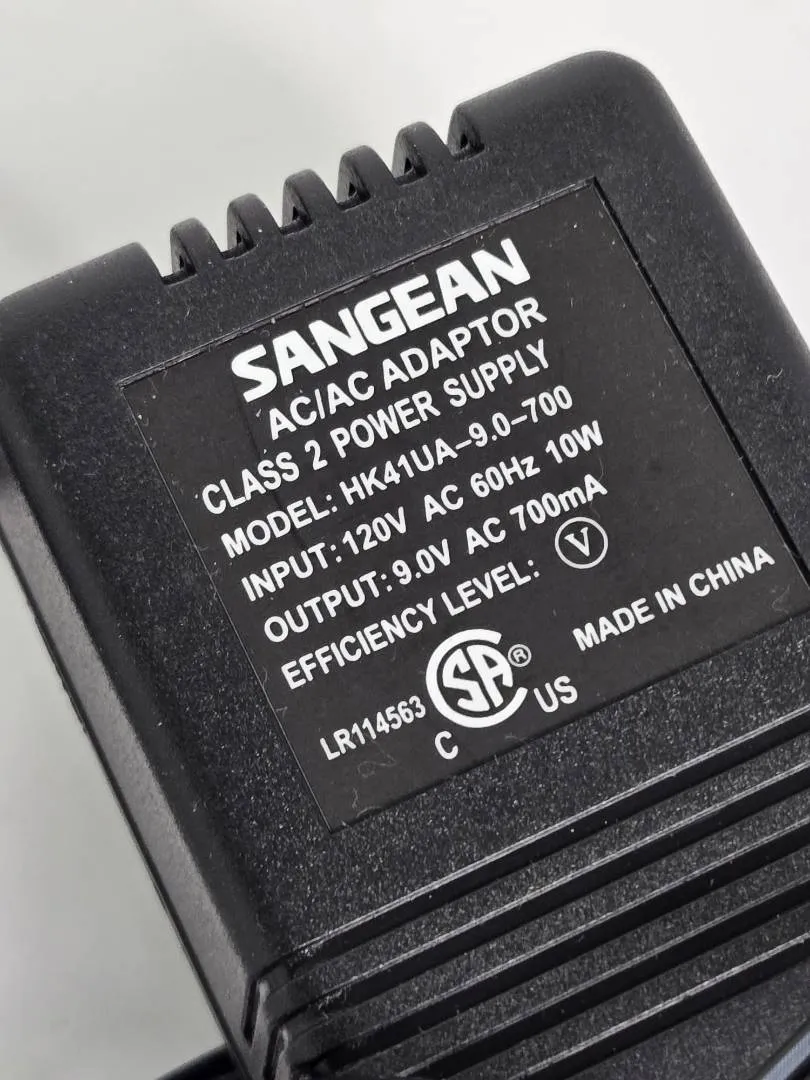 SANGEAN
AC/AC ADAPTOR
CLASS 2 POWER SUPPLY
MODEL: HK41UA–9.0–700
INPUT: 120V AC 60Hz 10W
OUTPUT: 9.0V AC 700mA
EFFICIENCY LEVEL: V
MADE IN CHINA
LR114563 SA®
C US